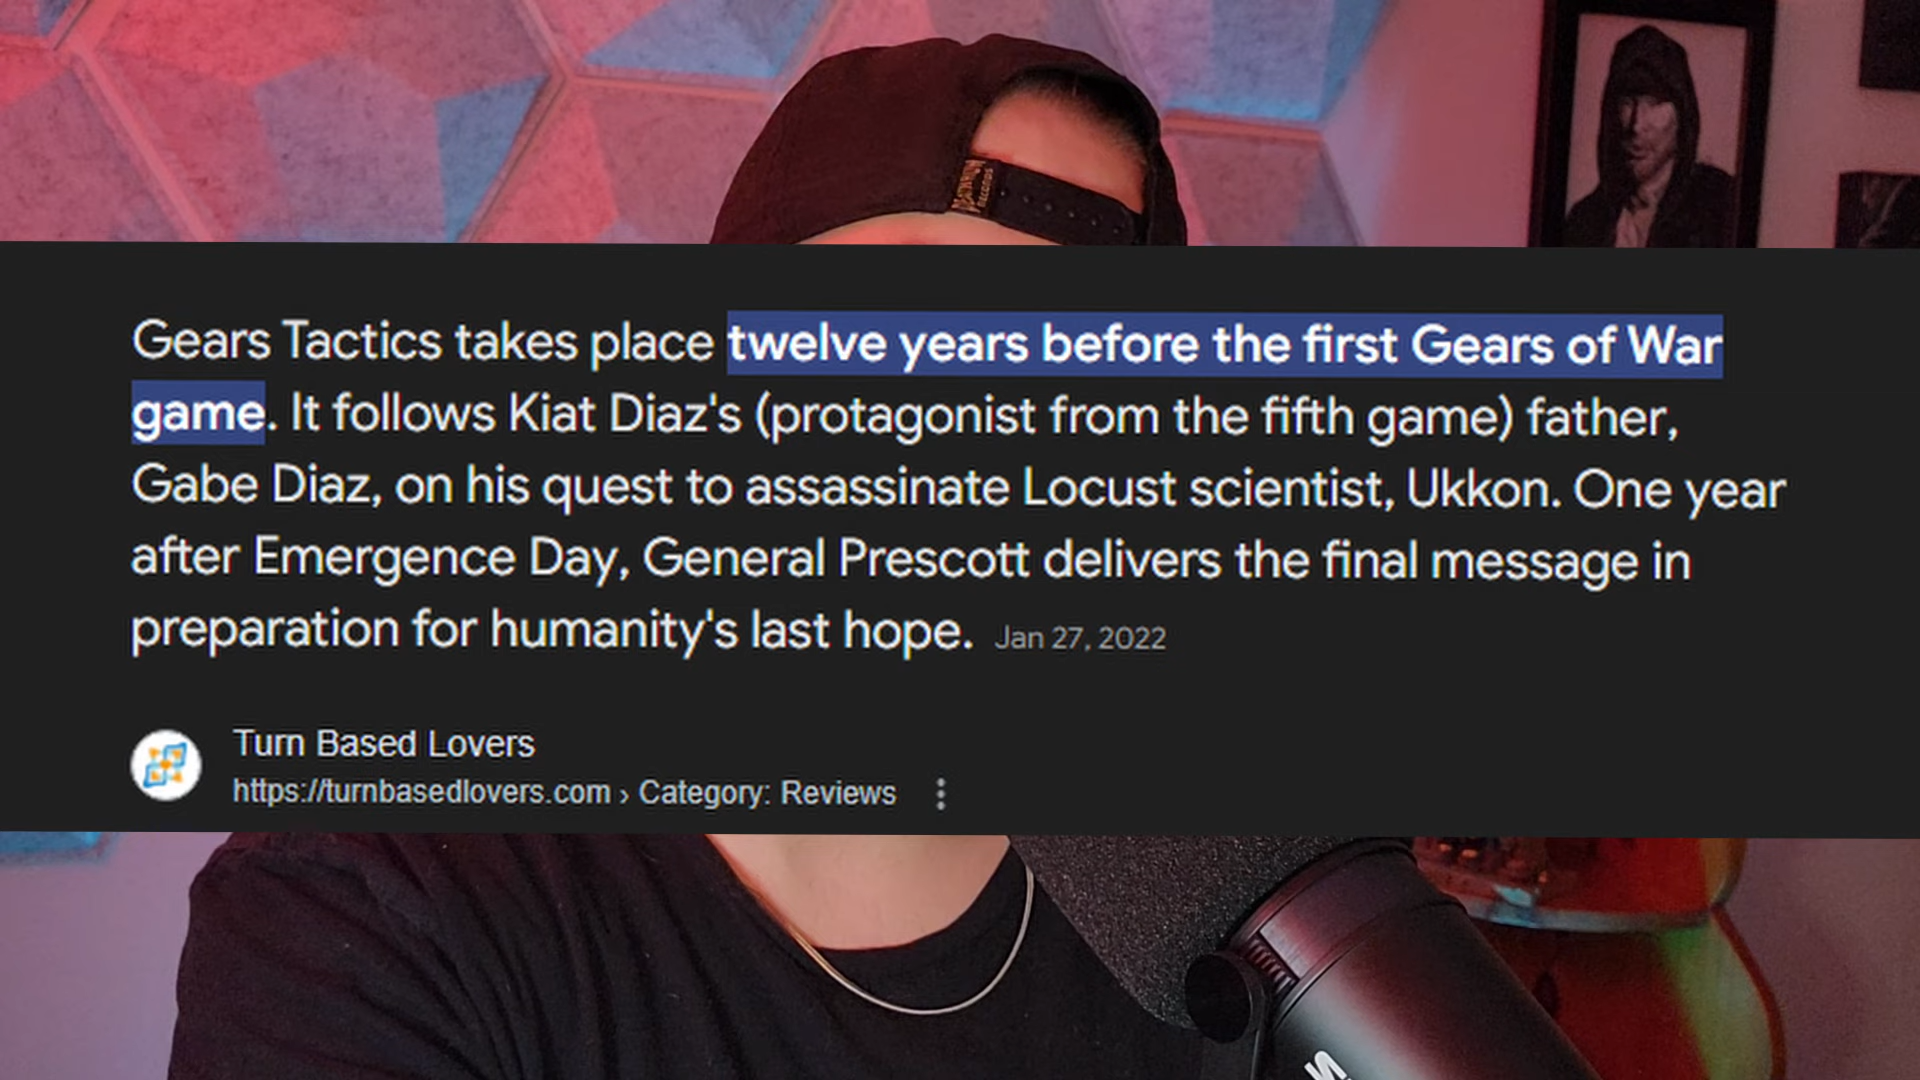 Gears Tactics takes place twelve years before the first Gears of War
game. It follows Kiat Diaz's (protagonist from the fifth game) father,
Gabe Diaz, on his quest to assassinate Locust scientist, Ukkon. One year
after Emergence Day, General Prescott delivers the final message in
preparation for humanity's last hope. Jan 27, 2022
Turn Based Lovers
https://turnbasedlovers.com › Category: Reviews